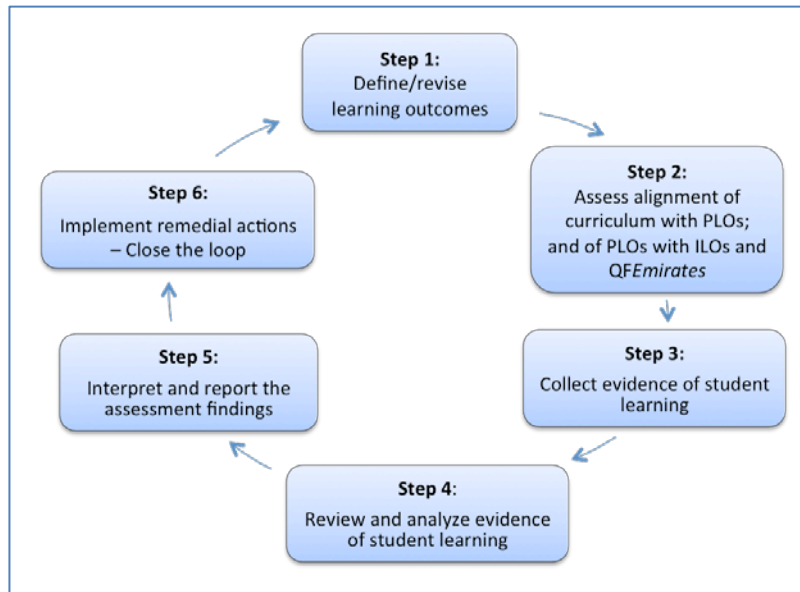 Step 1:
Define/revise
learning outcomes
Step 2:
Assess alignment of
curriculum with PLOs;
and of PLOs with ILOs and
QFEmirates
Step 3:
Collect evidence of student
learning
Step 4:
Review and analyze evidence
of student learning
Step 5:
Interpret and report the
assessment findings
Step 6:
Implement remedial actions
– Close the loop